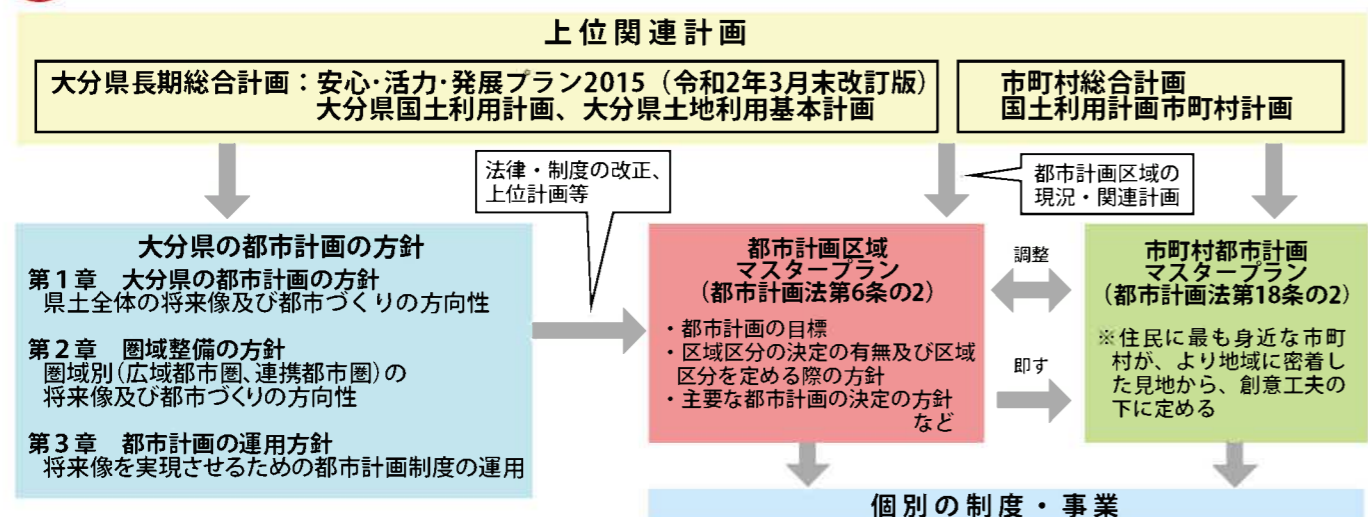 上位関連計画
大分県長期総合計画：安心・活力・発展プラン2015（令和2年3月末改訂版）
大分県国土利用計画、大分県土地利用基本計画
市町村総合計画
国土利用計画市町村計画
法律・制度の改正、
上位計画等
都市計画区域の
現況・関連計画
大分県の都市計画の方針
第１章　大分県の都市計画の方針
県土全体の将来像及び都市づくりの方向性
第２章　圏域整備の方針
圏域別（広域都市圏、連携都市圏）の
将来像及び都市づくりの方向性
第３章　都市計画の運用方針
将来像を実現させるための都市計画制度の運用
都市計画区域
マスタープラン
（都市計画法第6条の2）
・都市計画の目標
・区域区分の決定の有無及び区域
区分を定める際の方針
・主要な都市計画の決定の方針
など
調整
即す
市町村都市計画
マスタープラン
（都市計画法第18条の2）
※住民に最も身近な市町
村が、より地域に密着し
た見地から、創意工夫の
下に定める
個別の制度・事業